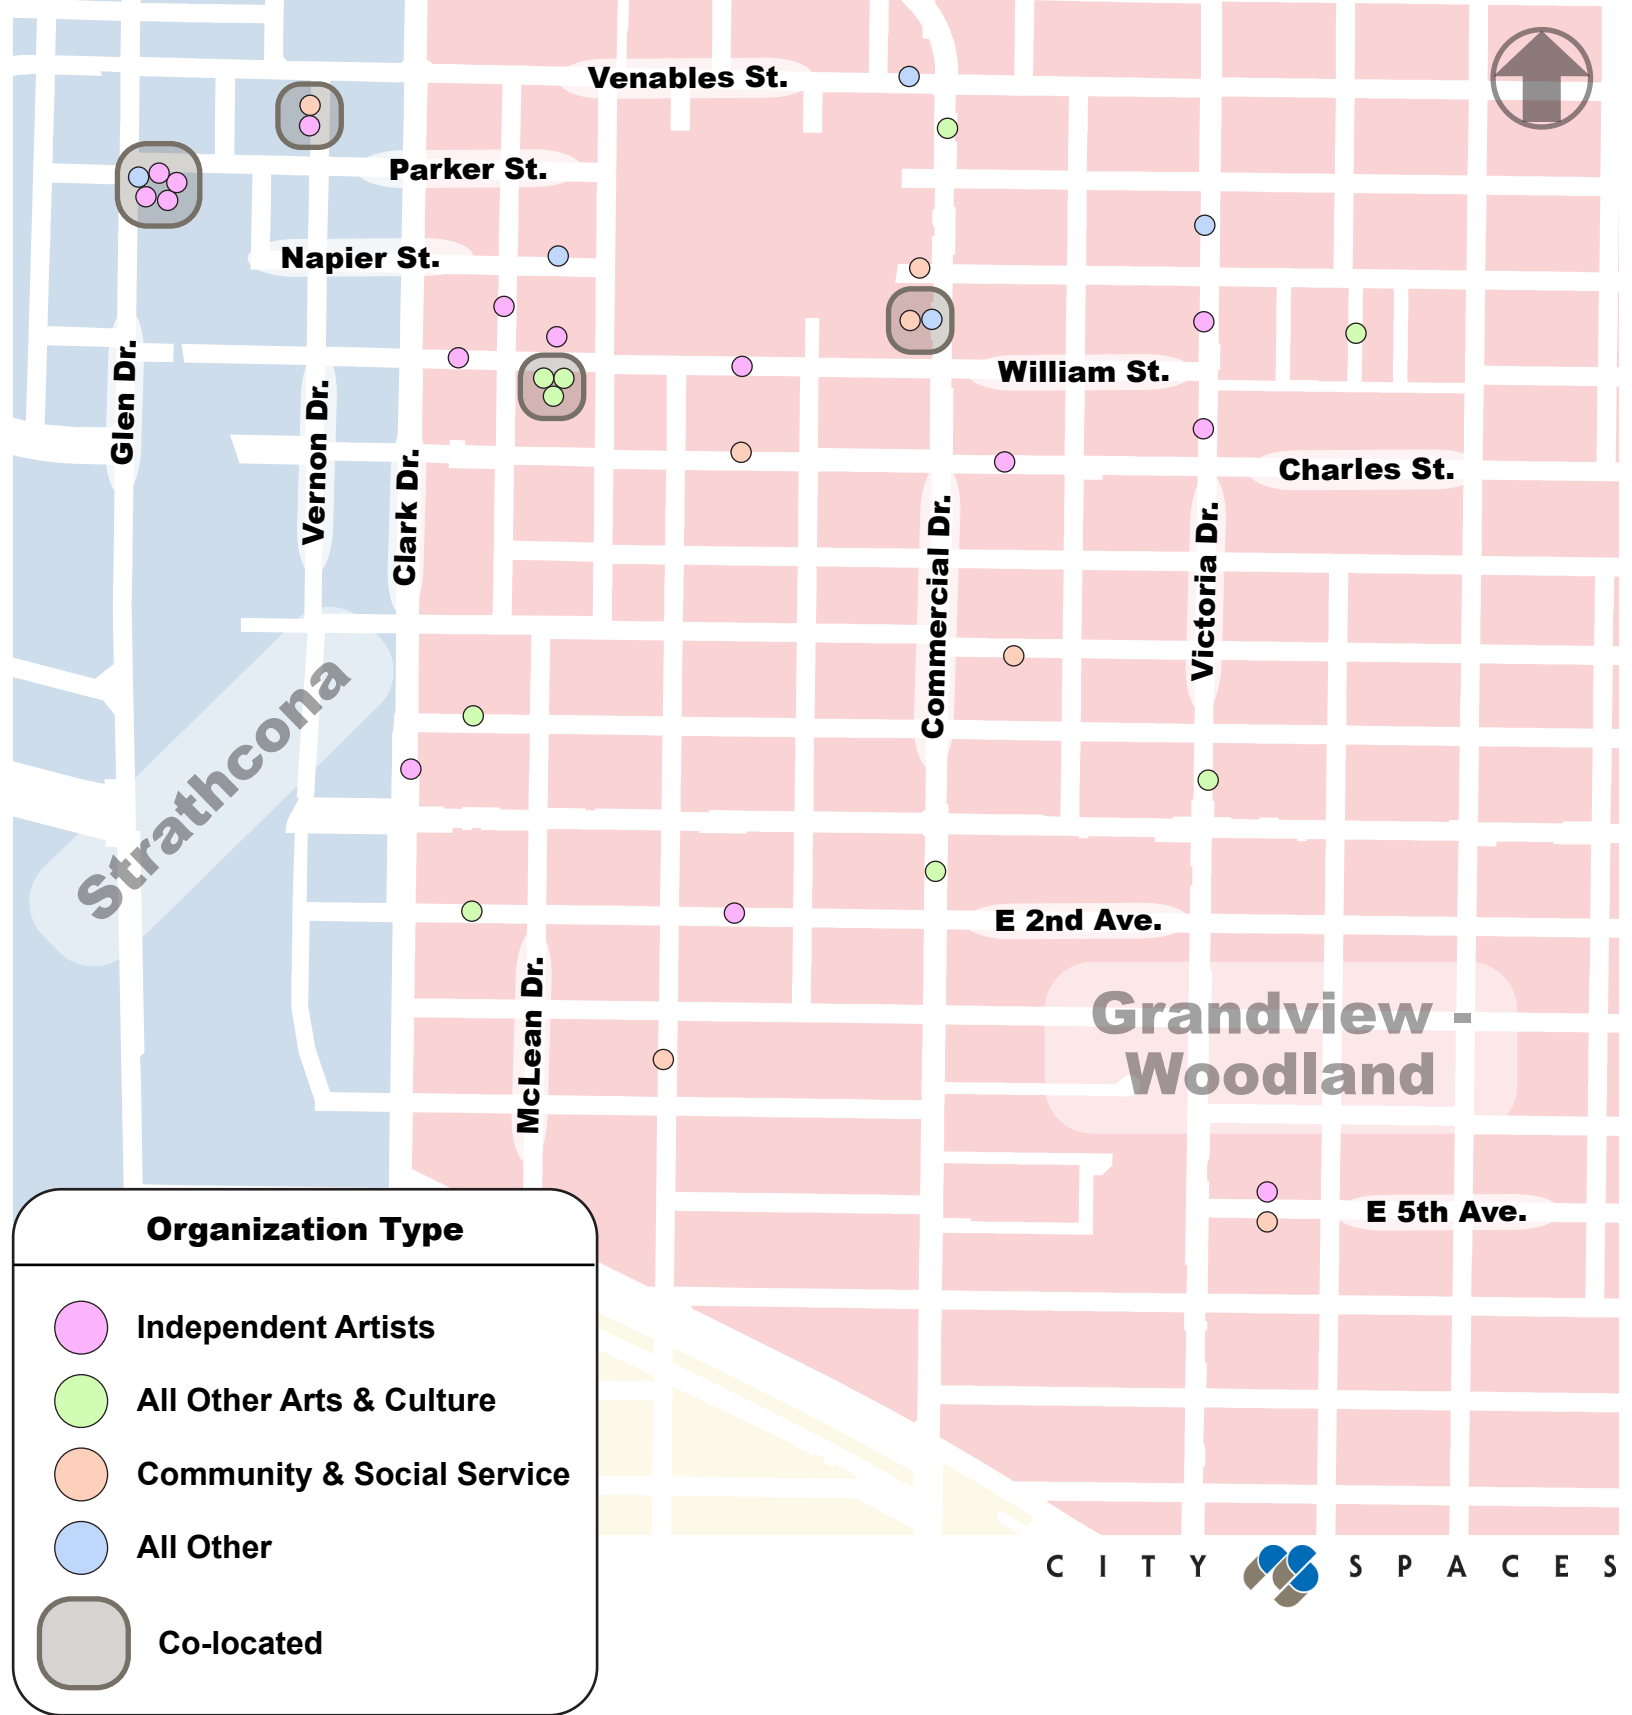 Venables St.
Parker St.
Napier St.
William St.
Glen Dr.
Vernon Dr.
Clark Dr.
Charles St.
Commercial Dr.
Victoria Dr.
Strathcona
E 2nd Ave.
McLean Dr.
Grandview -
Woodland
E 5th Ave.
Organization Type
Independent Artists
All Other Arts & Culture
Community & Social Service
All Other
Co-located
CITY SPACES